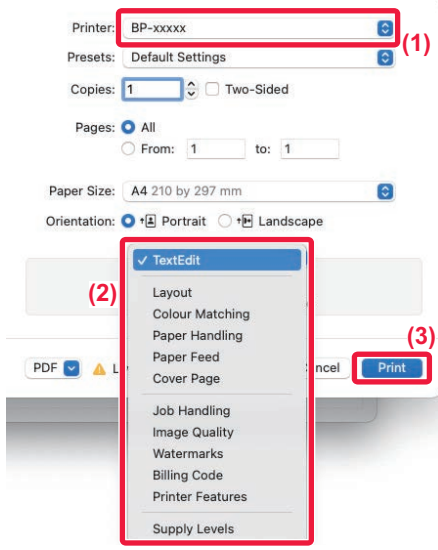 Printer: BP-xxxxx
(1)
Presets: Default Settings
Copies: 1 Two-Sided
Pages: All
From: 1 to: 1
Paper Size: A4 210 by 297 mm
Orientation: Portrait Landscape
(2)
✓ TextEdit
Layout
Colour Matching
Paper Handling
Paper Feed
Cover Page
(3)
PDF Print
Job Handling
Image Quality
Watermarks
Billing Code
Printer Features
Supply Levels